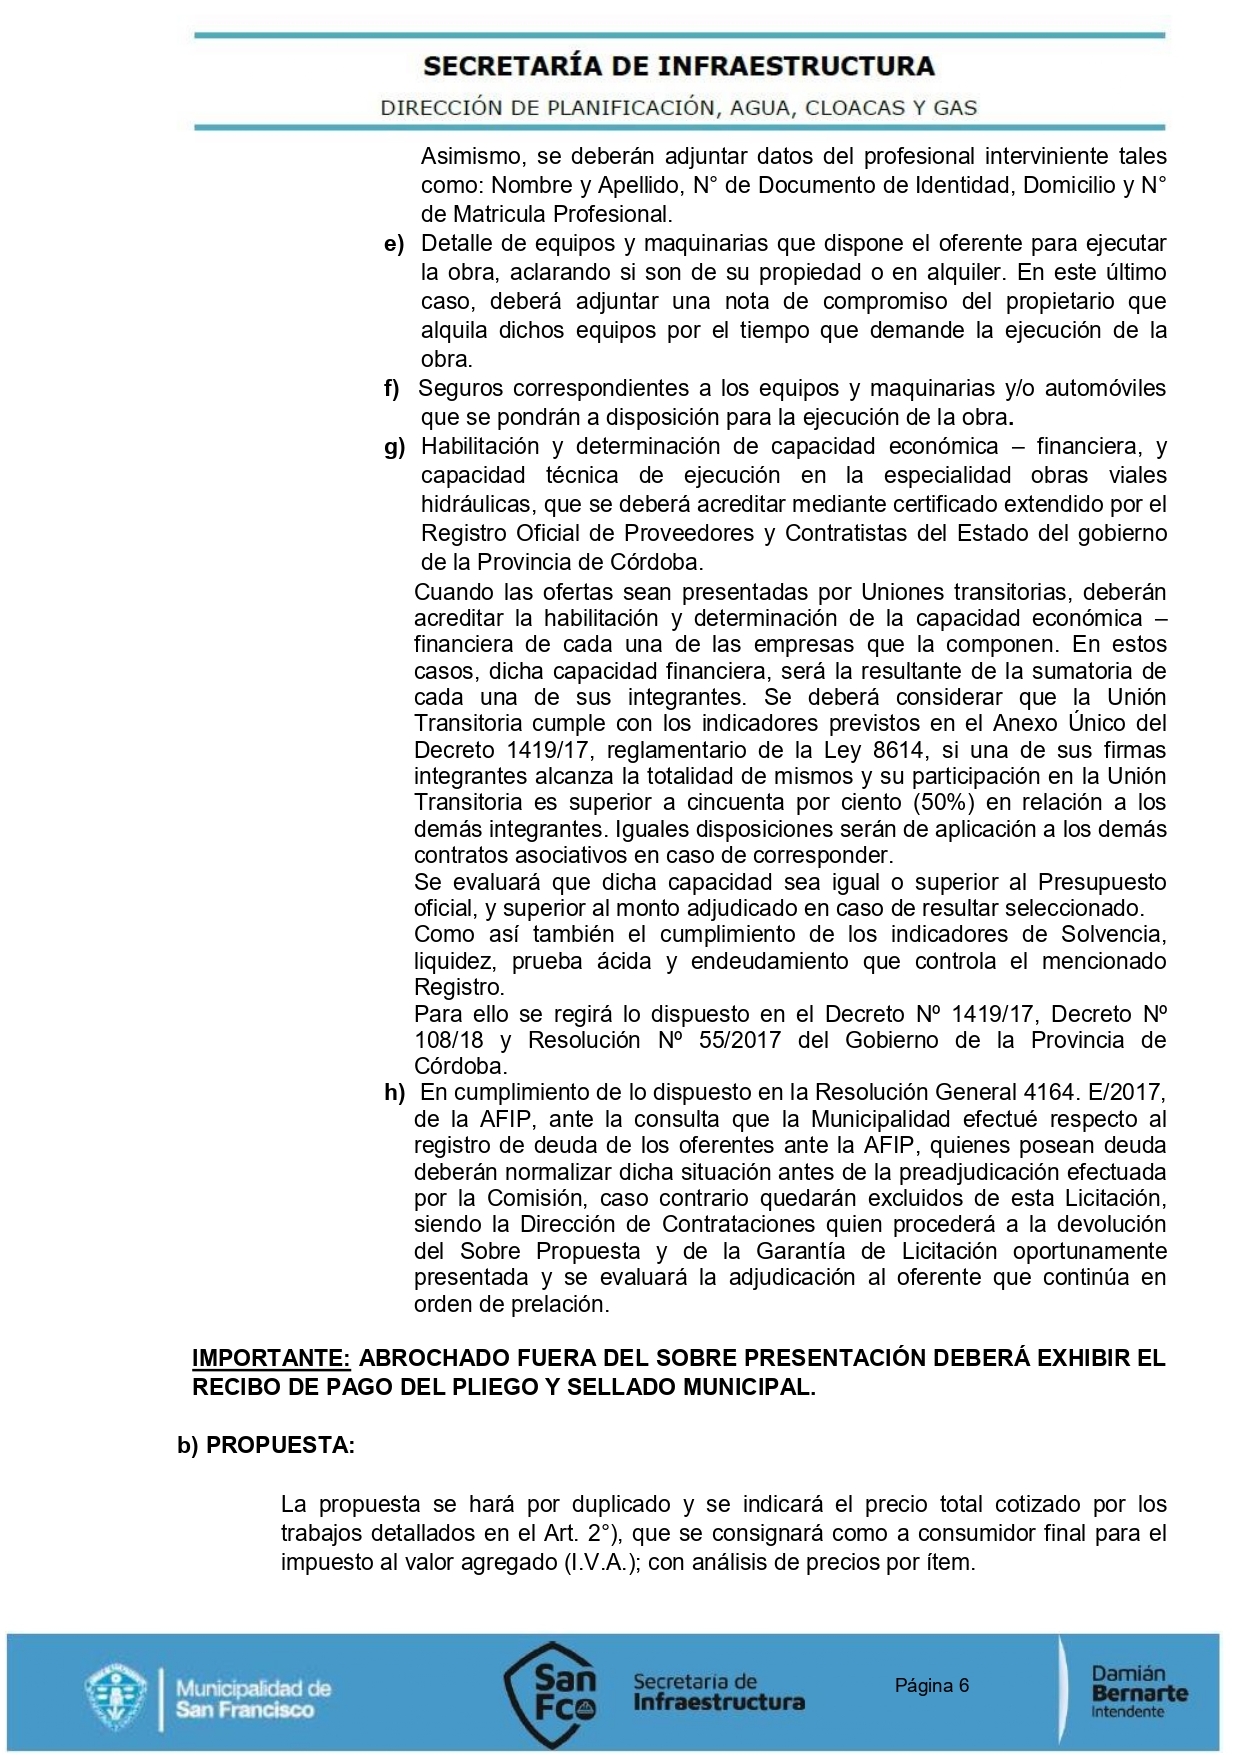 SECRETARÍA DE INFRAESTRUCTURA
DIRECCIÓN DE PLANIFICACIÓN, AGUA, CLOACAS Y GAS
Asimismo, se deberán adjuntar datos del profesional interviniente tales
como: Nombre y Apellido, N° de Documento de Identidad, Domicilio y N°
de Matricula Profesional.
e) Detalle de equipos y maquinarias que dispone el oferente para ejecutar
la obra, aclarando si son de su propiedad o en alquiler. En este último
caso, deberá adjuntar una nota de compromiso del propietario que
alquila dichos equipos por el tiempo que demande la ejecución de la
obra.
f) Seguros correspondientes a los equipos y maquinarias y/o automóviles
que se pondrán a disposición para la ejecución de la obra.
g) Habilitación y determinación de capacidad económica – financiera, y
capacidad técnica de ejecución en la especialidad obras viales
hidráulicas, que se deberá acreditar mediante certificado extendido por el
Registro Oficial de Proveedores y Contratistas del Estado del gobierno
de la Provincia de Córdoba.
Cuando las ofertas sean presentadas por Uniones transitorias, deberán
acreditar la habilitación y determinación de la capacidad económica –
financiera de cada una de las empresas que la componen. En estos
casos, dicha capacidad financiera, será la resultante de la sumatoria de
cada una de sus integrantes. Se deberá considerar que la Unión
Transitoria cumple con los indicadores previstos en el Anexo Único del
Decreto 1419/17, reglamentario de la Ley 8614, si una de sus firmas
integrantes alcanza la totalidad de mismos y su participación en la Unión
Transitoria es superior a cincuenta por ciento (50%) en relación a los
demás integrantes. Iguales disposiciones serán de aplicación a los demás
contratos asociativos en caso de corresponder.
Se evaluará que dicha capacidad sea igual o superior al Presupuesto
oficial, y superior al monto adjudicado en caso de resultar seleccionado.
Como así también el cumplimiento de los indicadores de Solvencia,
liquidez, prueba ácida y endeudamiento que controla el mencionado
Registro.
Para ello se regirá lo dispuesto en el Decreto Nº 1419/17, Decreto Nº
108/18 y Resolución Nº 55/2017 del Gobierno de la Provincia de
Córdoba.
h) En cumplimiento de lo dispuesto en la Resolución General 4164. E/2017,
de la AFIP, ante la consulta que la Municipalidad efectué respecto al
registro de deuda de los oferentes ante la AFIP, quienes posean deuda
deberán normalizar dicha situación antes de la preadjudicación efectuada
por la Comisión, caso contrario quedarán excluidos de esta Licitación,
siendo la Dirección de Contrataciones quien procederá a la devolución
del Sobre Propuesta y de la Garantía de Licitación oportunamente
presentada y se evaluará la adjudicación al oferente que continúa en
orden de prelación.
IMPORTANTE: ABROCHADO FUERA DEL SOBRE PRESENTACIÓN DEBERÁ EXHIBIR EL
RECIBO DE PAGO DEL PLIEGO Y SELLADO MUNICIPAL.
b) PROPUESTA:
La propuesta se hará por duplicado y se indicará el precio total cotizado por los
trabajos detallados en el Art. 2°), que se consignará como a consumidor final para el
impuesto al valor agregado (I.V.A.); con análisis de precios por ítem.
Municipalidad de
San Francisco
San
Fco
Secretaría de
Infraestructura
Página 6
Damián
Bernarte
Intendente